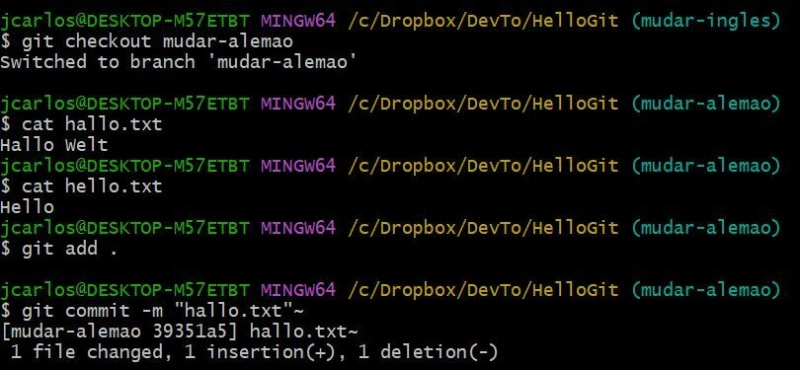 jcarlos@DESKTOP-M57ETBT MINGW64 /c/Dropbox/DevTo/HelloGit (mudar-ingles)
$ git checkout mudar-alemao
Switched to branch 'mudar-alemao'
jcarlos@DESKTOP-M57ETBT MINGW64 /c/Dropbox/DevTo/HelloGit (mudar-alemao)
$ cat hallo.txt
Hallo Welt
jcarlos@DESKTOP-M57ETBT MINGW64 /c/Dropbox/DevTo/HelloGit (mudar-alemao)
$ cat hello.txt
Hello
jcarlos@DESKTOP-M57ETBT MINGW64 /c/Dropbox/DevTo/HelloGit (mudar-alemao)
$ git add .
jcarlos@DESKTOP-M57ETBT MINGW64 /c/Dropbox/DevTo/HelloGit (mudar-alemao)
$ git commit -m "hallo.txt"~
[mudar-alemao 39351a5] hallo.txt~
1 file changed, 1 insertion(+), 1 deletion(-)